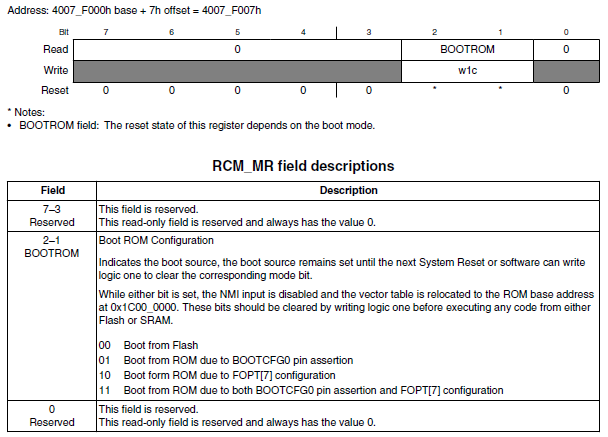 Address: 4007_F000h base + 7h offset = 4007_F007h
Bit 7 6 5 4 3 2 1 0
Read 0 BOOTROM 0
Write w1c
Reset 0 0 0 0 0 * * 0
* Notes:
• BOOTROM field: The reset state of this register depends on the boot mode.
RCM_MR field descriptions
Field Description
7–3 This field is reserved.
Reserved This read-only field is reserved and always has the value 0.
2–1 Boot ROM Configuration
BOOTROM
Indicates the boot source, the boot source remains set until the next System Reset or software can write
logic one to clear the corresponding mode bit.
While either bit is set, the NMI input is disabled and the vector table is relocated to the ROM base address
at 0x1C00_0000. These bits should be cleared by writing logic one before executing any code from either
Flash or SRAM.
00 Boot from Flash
01 Boot from ROM due to BOOTCFG0 pin assertion
10 Boot form ROM due to FOPT[7] configuration
11 Boot from ROM due to both BOOTCFG0 pin assertion and FOPT[7] configuration
0 This field is reserved.
Reserved This read-only field is reserved and always has the value 0.